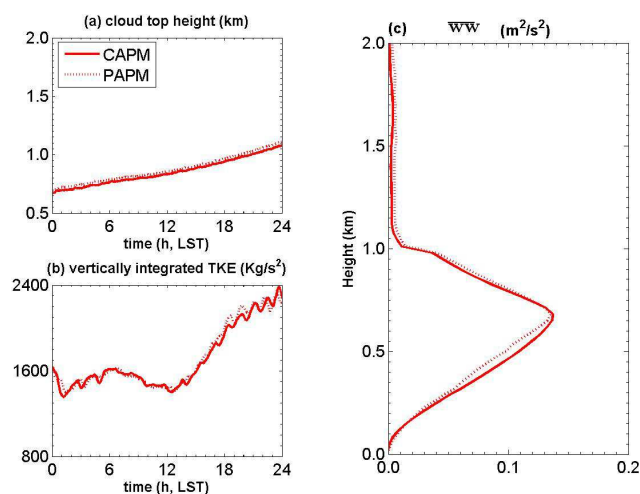 (a) cloud top height (km)
2.0
1.5
1.0
0.5
CAPM
PAPM
0 6 12 18 24
time (h, LST)
(b) vertically integrated TKE (Kg/s²)
2400
1600
800
0 6 12 18 24
time (h, LST)
(c) ww (m²/s²)
2.0
1.5
1.0
0.5
0.0
Height (km)
0.0 0.1 0.2